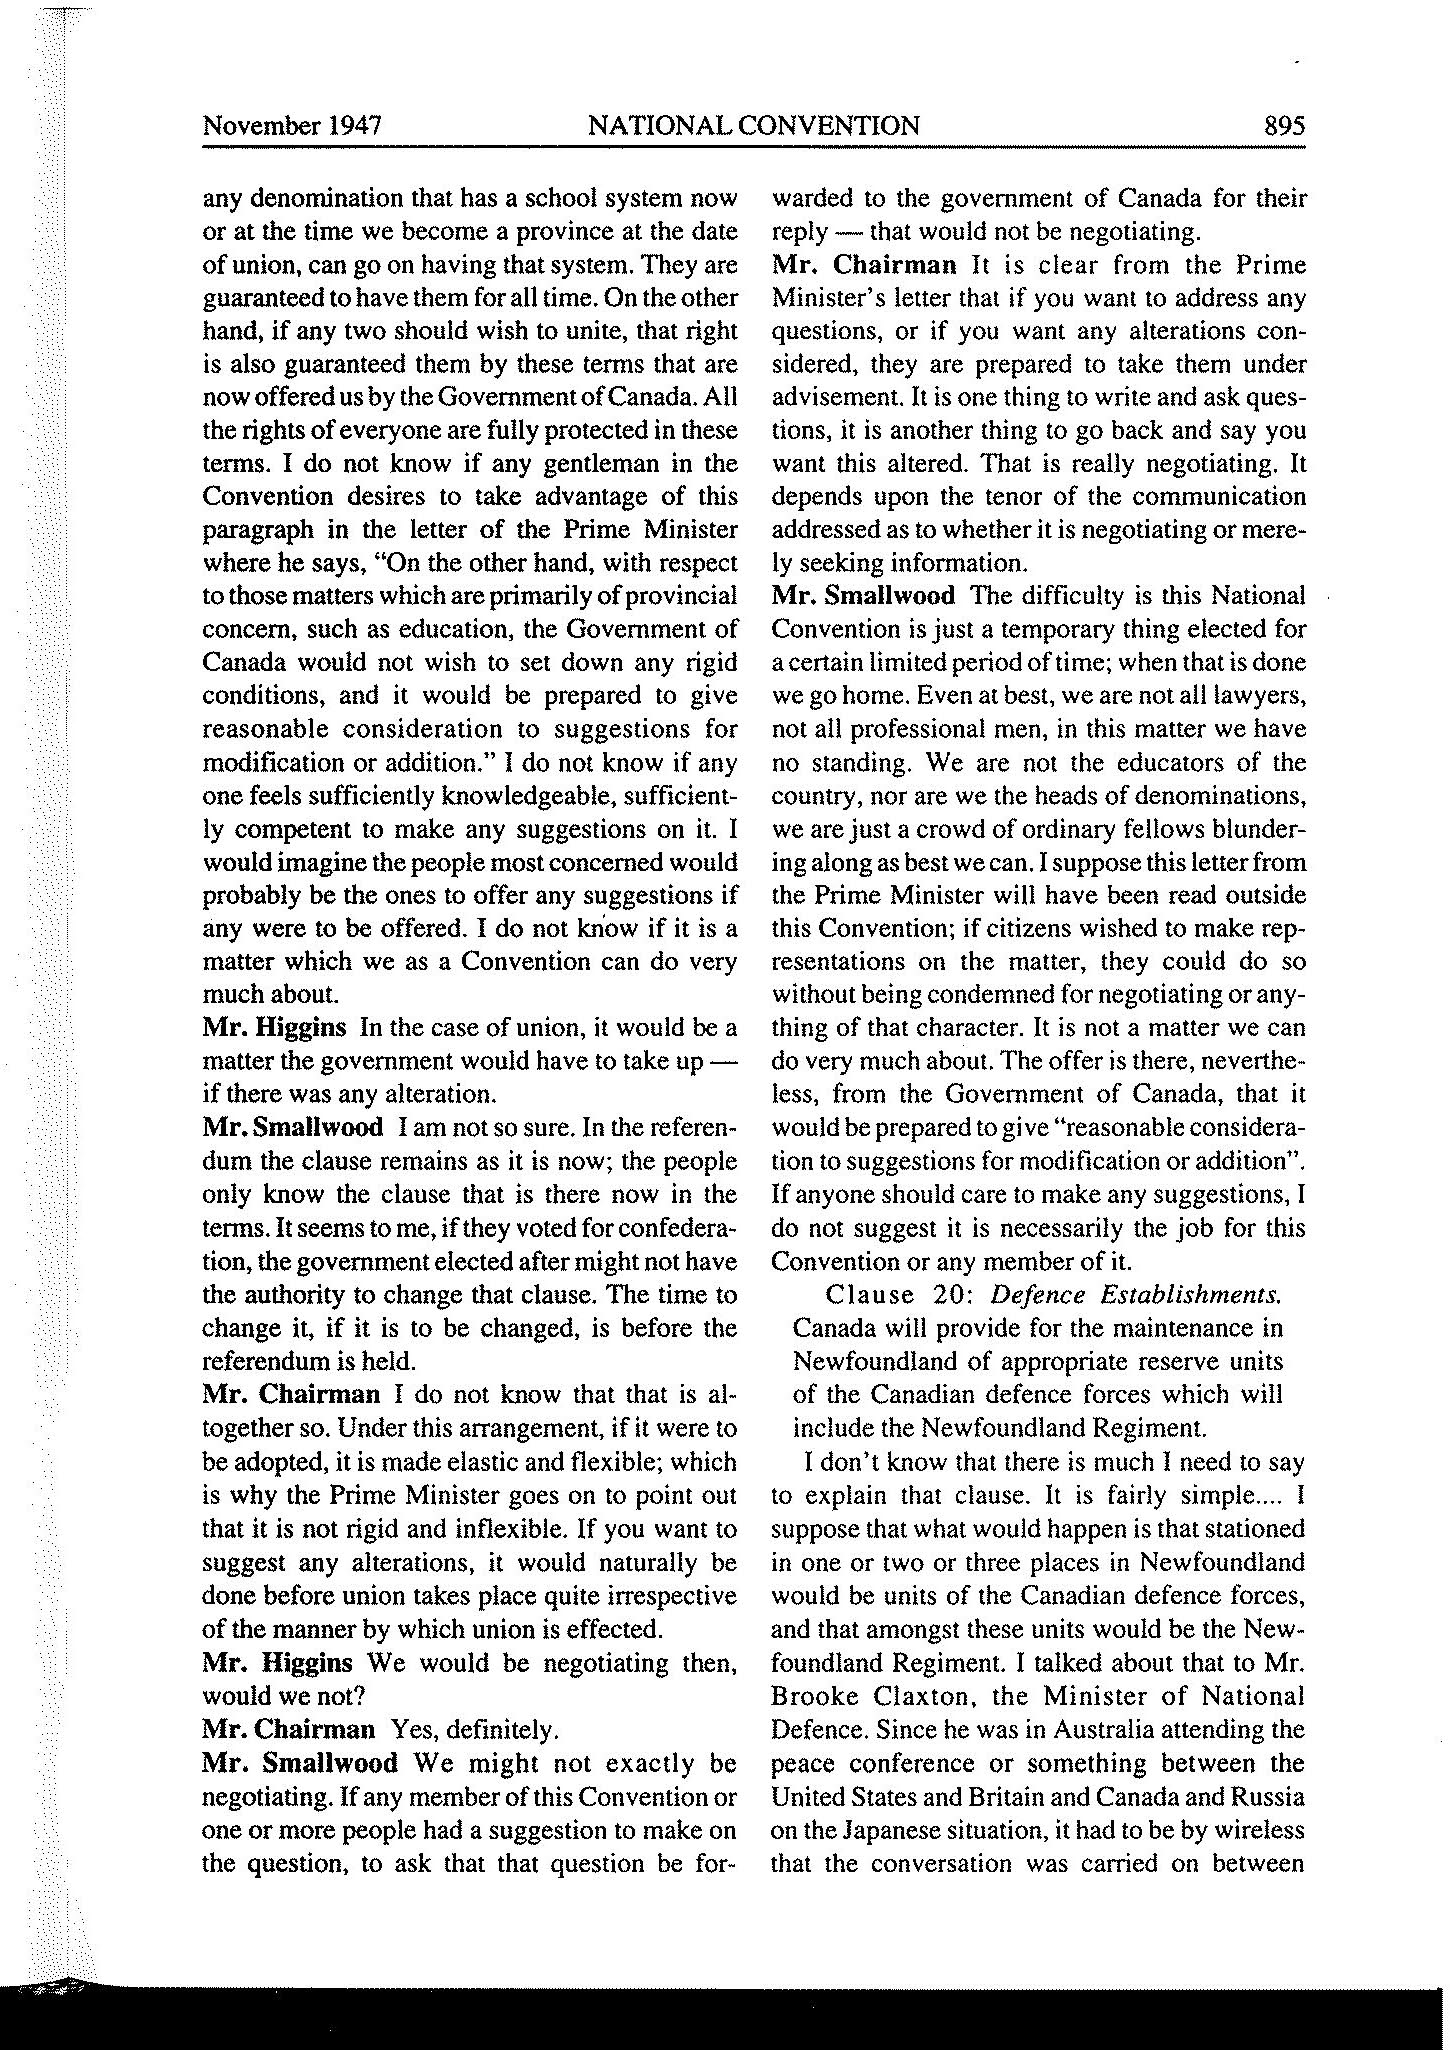 November 1947 NATIONAL CONVENTION 895
any denomination that has a school system now
or at the time we become a province at the date
of union, can go on having that system. They are
guaranteed to have them for all time. On the other
hand, if any two should wish to unite, that right
is also guaranteed them by these terms that are
now offered us by the Government of Canada. All
the rights of everyone are fully protected in these
terms. I do not know if any gentleman in the
Convention desires to take advantage of this
paragraph in the letter of the Prime Minister
where he says, “On the other hand, with respect
to those matters which are primarily of provincial
concern, such as education, the Government of
Canada would not wish to set down any rigid
conditions, and it would be prepared to give
reasonable consideration to suggestions for
modification or addition.” I do not know if any
one feels sufficiently knowledgeable, sufficient-
ly competent to make any suggestions on it. I
would imagine the people most concerned would
probably be the ones to offer any suggestions if
any were to be offered. I do not know if it is a
matter which we as a Convention can do very
much about.
Mr. Higgins In the case of union, it would be a
matter the government would have to take up —
if there was any alteration.
Mr. Smallwood I am not so sure. In the referen-
dum the clause remains as it is now; the people
only know the clause that is there now in the
terms. It seems to me, if they voted for confedera-
tion, the government elected after might not have
the authority to change that clause. The time to
change it, if it is to be changed, is before the
referendum is held.
Mr. Chairman I do not know that that is al-
together so. Under this arrangement, if it were to
be adopted, it is made elastic and flexible; which
is why the Prime Minister goes on to point out
that it is not rigid and inflexible. If you want to
suggest any alterations, it would naturally be
done before union takes place quite irrespective
of the manner by which union is effected.
Mr. Higgins We would be negotiating then,
would we not?
Mr. Chairman Yes, definitely.
Mr. Smallwood We might not exactly be
negotiating. If any member of this Convention or
one or more people had a suggestion to make on
the question, to ask that that question be for-
warded to the government of Canada for their
reply — that would not be negotiating.
Mr. Chairman It is clear from the Prime
Minister's letter that if you want to address any
questions, or if you want any alterations con-
sidered, they are prepared to take them under
advisement. It is one thing to write and ask ques-
tions, it is another thing to go back and say you
want this altered. That is really negotiating. It
depends upon the tenor of the communication
addressed as to whether it is negotiating or mere-
ly seeking information.
Mr. Smallwood The difficulty is this National
Convention is just a temporary thing elected for
a certain limited period of time; when that is done
we go home. Even at best, we are not all lawyers,
not all professional men, in this matter we have
no standing. We are not the educators of the
country, nor are we the heads of denominations,
we are just a crowd of ordinary fellows blunder-
ing along as best we can. I suppose this letter from
the Prime Minister will have been read outside
this Convention; if citizens wished to make rep-
resentations on the matter, they could do so
without being condemned for negotiating or any-
thing of that character. It is not a matter we can
do very much about. The offer is there, neverthe-
less, from the Government of Canada, that it
would be prepared to give “reasonable considera-
tion to suggestions for modification or addition”.
If anyone should care to make any suggestions, I
do not suggest it is necessarily the job for this
Convention or any member of it.
Clause 20: Defence Establishments.
Canada will provide for the maintenance in
Newfoundland of appropriate reserve units
of the Canadian defence forces which will
include the Newfoundland Regiment.
I don't know that there is much I need to say
to explain that clause. It is fairly simple.... I
suppose that what would happen is that stationed
in one or two or three places in Newfoundland
would be units of the Canadian defence forces,
and that amongst these units would be the New-
foundland Regiment. I talked about that to Mr.
Brooke Claxton, the Minister of National
Defence. Since he was in Australia attending the
peace conference or something between the
United States and Britain and Canada and Russia
on the Japanese situation, it had to be by wireless
that the conversation was carried on between